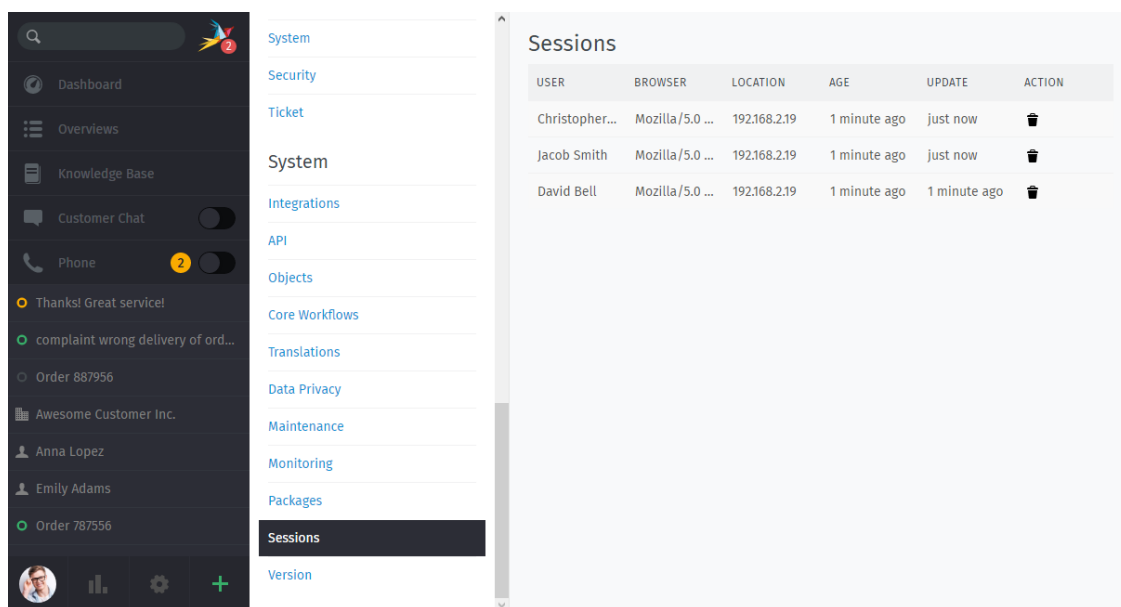 2
Dashboard
Overviews
Knowledge Base
Customer Chat
Phone 2
Thanks! Great service!
complaint wrong delivery of ord...
Order 887956
Awesome Customer Inc.
Anna Lopez
Emily Adams
Order 787556
System
Security
Ticket
System
Integrations
API
Objects
Core Workflows
Translations
Data Privacy
Maintenance
Monitoring
Packages
Sessions
Version
Sessions
USER BROWSER LOCATION AGE UPDATE ACTION
Christopher... Mozilla/5.0 ... 192.168.2.19 1 minute ago just now
Jacob Smith Mozilla/5.0 ... 192.168.2.19 1 minute ago just now
David Bell Mozilla/5.0 ... 192.168.2.19 1 minute ago 1 minute ago